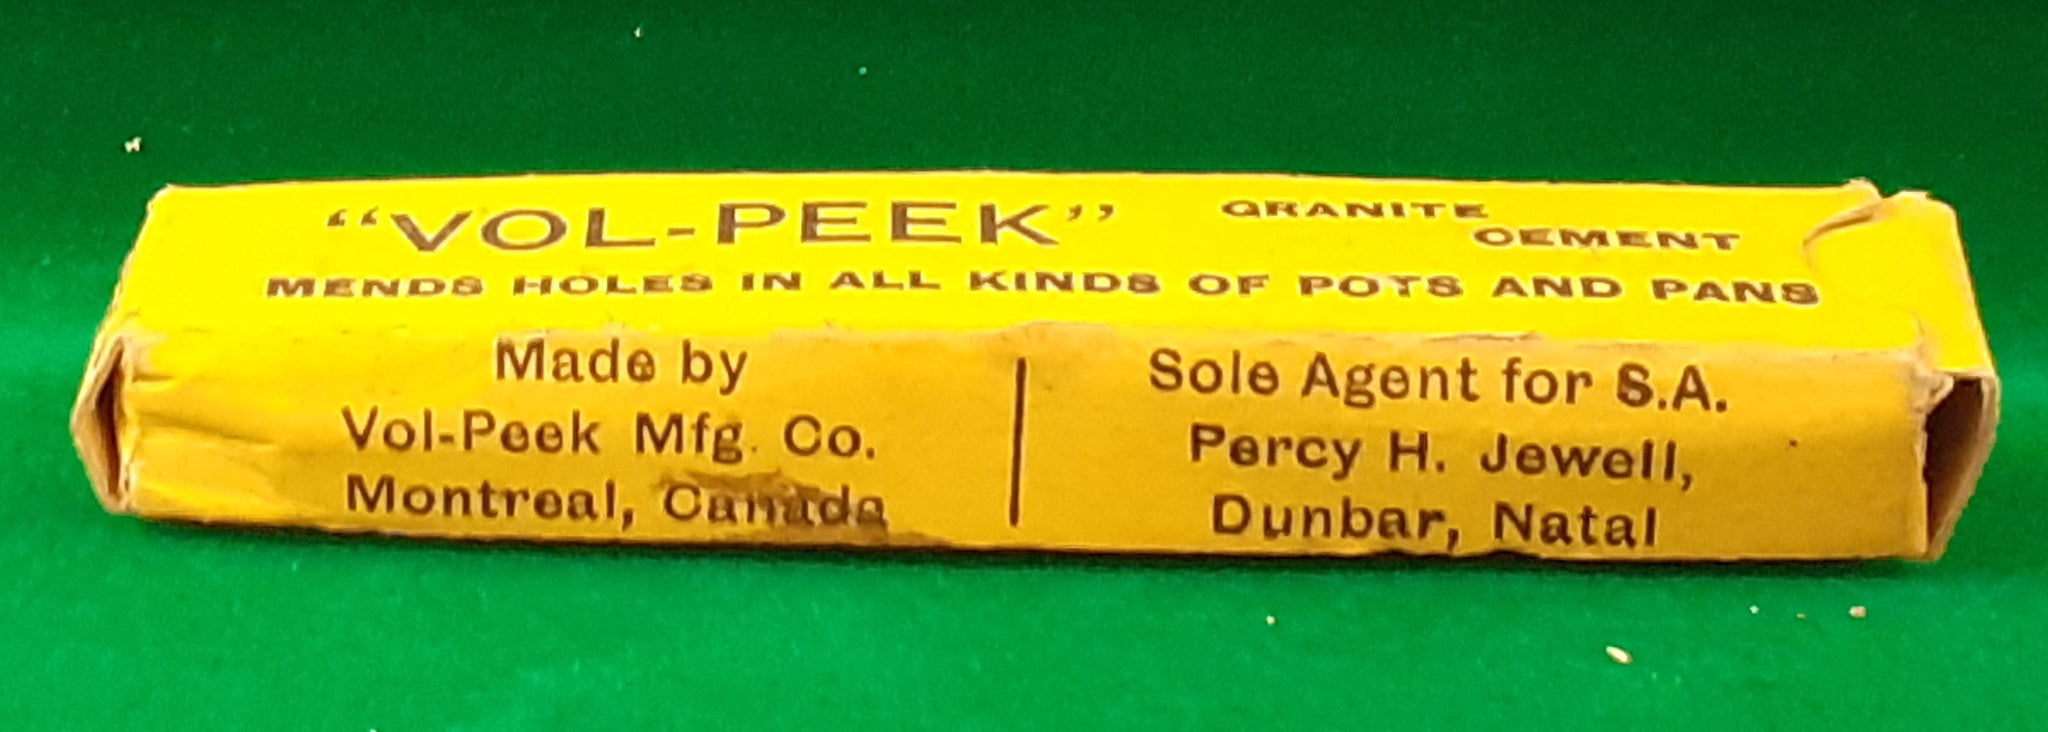 “VOL-PEEK” GRANITE
CEMENT
MENDS HOLES IN ALL KINDS OF POTS AND PANS
Made by
Vol-Peek Mfg. Co.
Montreal, Canada
Sole Agent for S.A.
Percy H. Jewell,
Dunbar, Natal